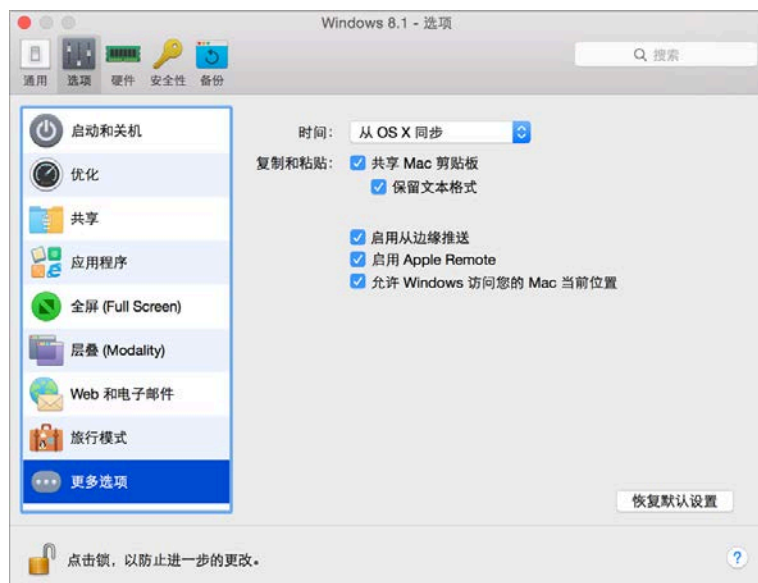 Windows 8.1 - 选项
通用 选项 硬件 安全性 备份
搜索
启动和关机
优化
共享
应用程序
全屏 (Full Screen)
层叠 (Modality)
Web 和电子邮件
旅行模式
更多选项
时间: 从 OS X 同步
复制和粘贴: 共享 Mac 剪贴板
保留文本格式
启用从边缘推送
启用 Apple Remote
允许 Windows 访问您的 Mac 当前位置
恢复默认设置
点击锁，以防止进一步的更改。
?